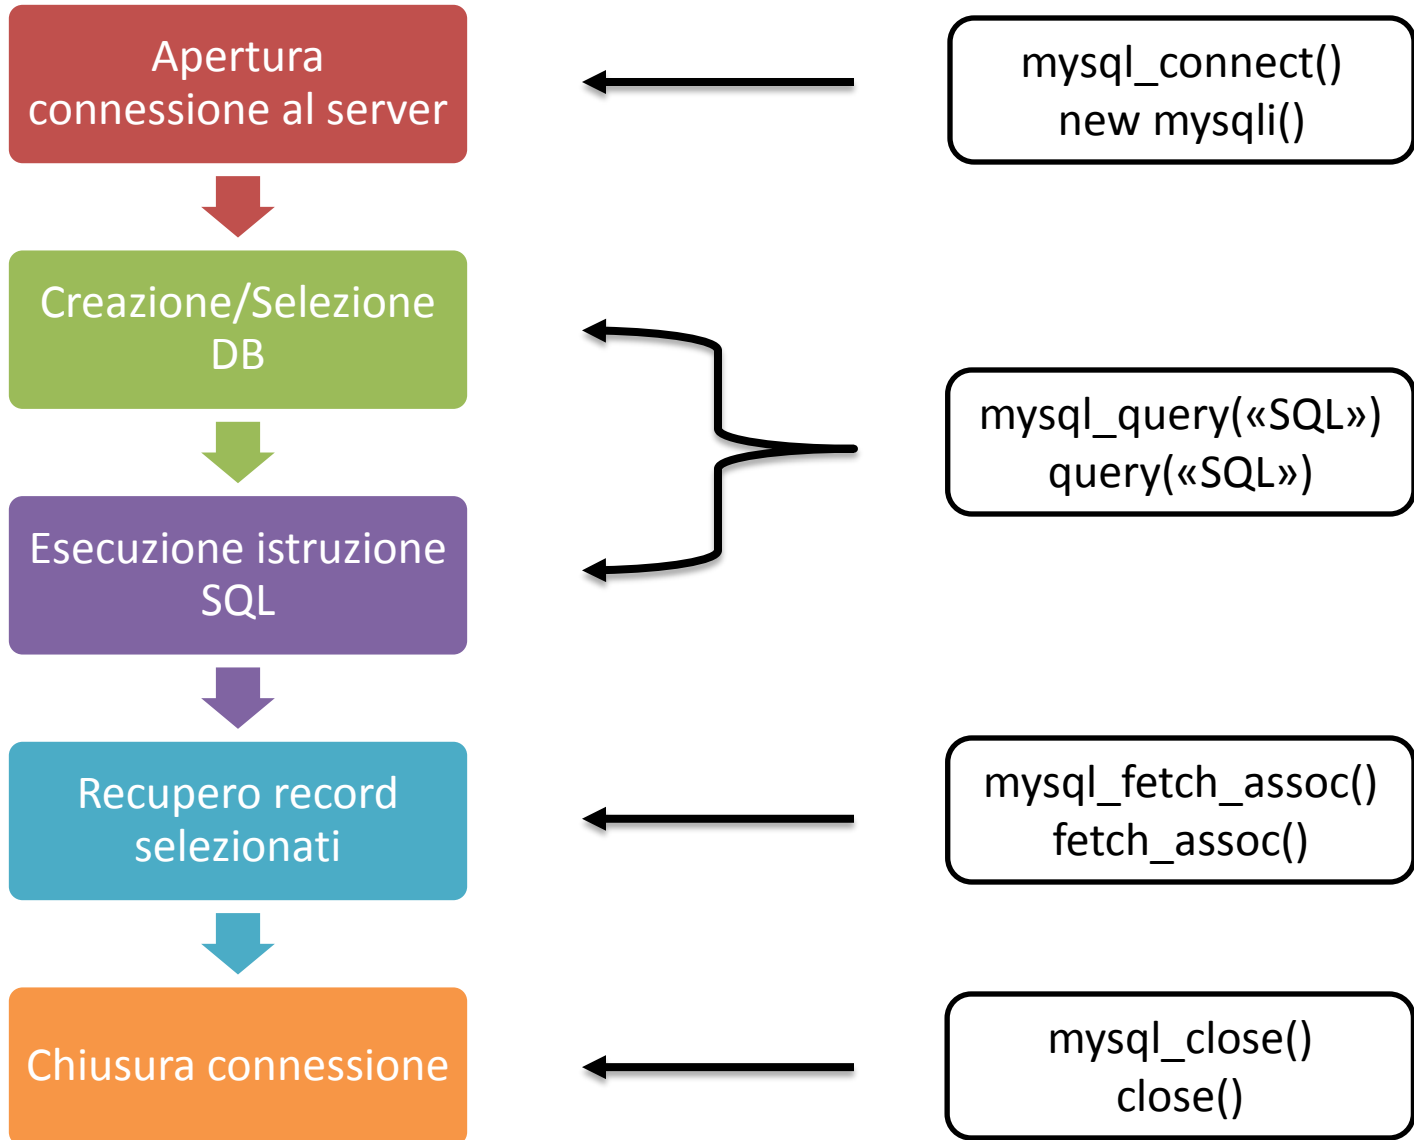 Apertura
connessione al server
mysql_connect()
new mysqli()
Creazione/Selezione
DB
mysql_query(«SQL»)
query(«SQL»)
Esecuzione istruzione
SQL
Recupero record
selezionati
mysql_fetch_assoc()
fetch_assoc()
Chiusura connessione
mysql_close()
close()